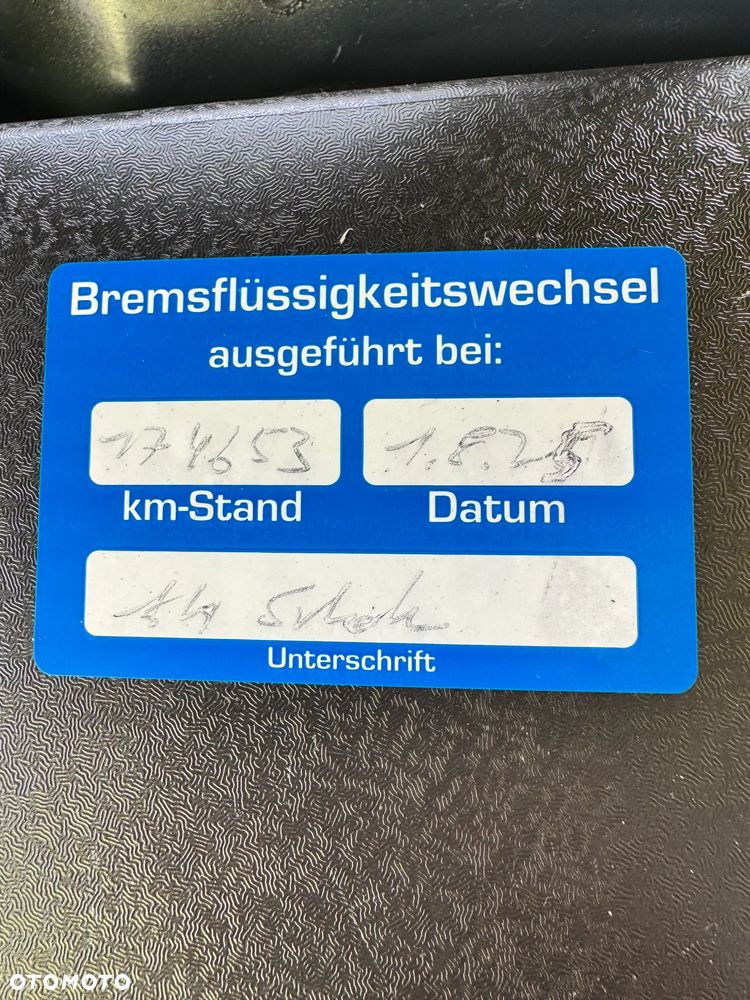 Bremsflüssigkeitswechsel
ausgeführt bei:
174653 1.8.25
km-Stand Datum
Unterschrift
OTOMOTO